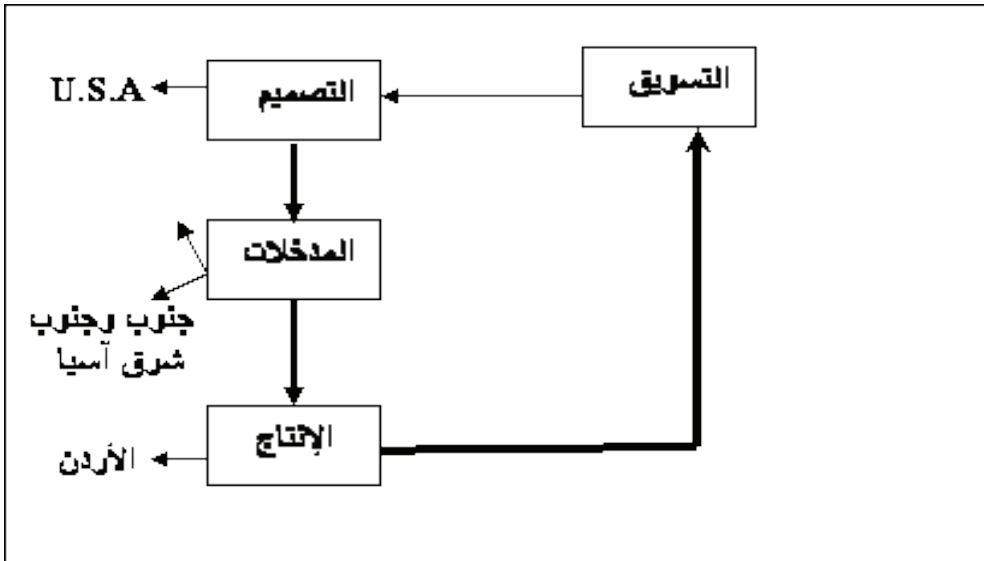 التسويق
التصميم
U.S.A
المدخلات
جنوب وجنوب
شرق آسيا
الإنتاج
الأردن